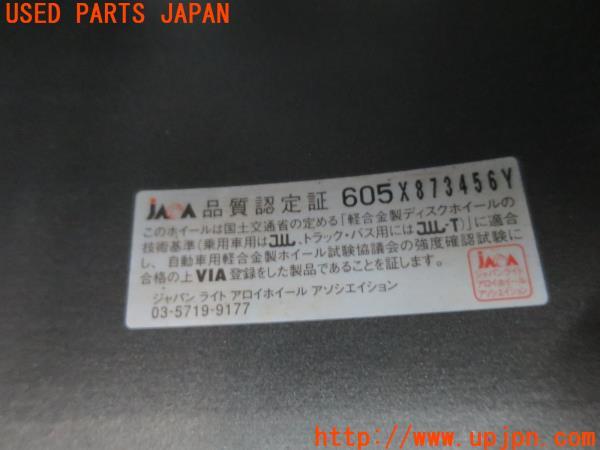 USED PARTS JAPAN
JAWA 品質認定証 605X873456Y
このホイールは国土交通省の定める「軽合金製ディスクホイールの
技術基準(乗用車用はJWL、トラック・バス用にはJWL-T)」に適合
し、自動車用軽合金製ホイール試験協議会の強度確認試験に
合格の上VIA登録をした製品であることを証します。
ジャパン ライト アロイホイール アソシエイション
03-5719-9177
JAWA
ジャパンライト
アロイホイール
アソシエイション
http://www.upjpn.com/